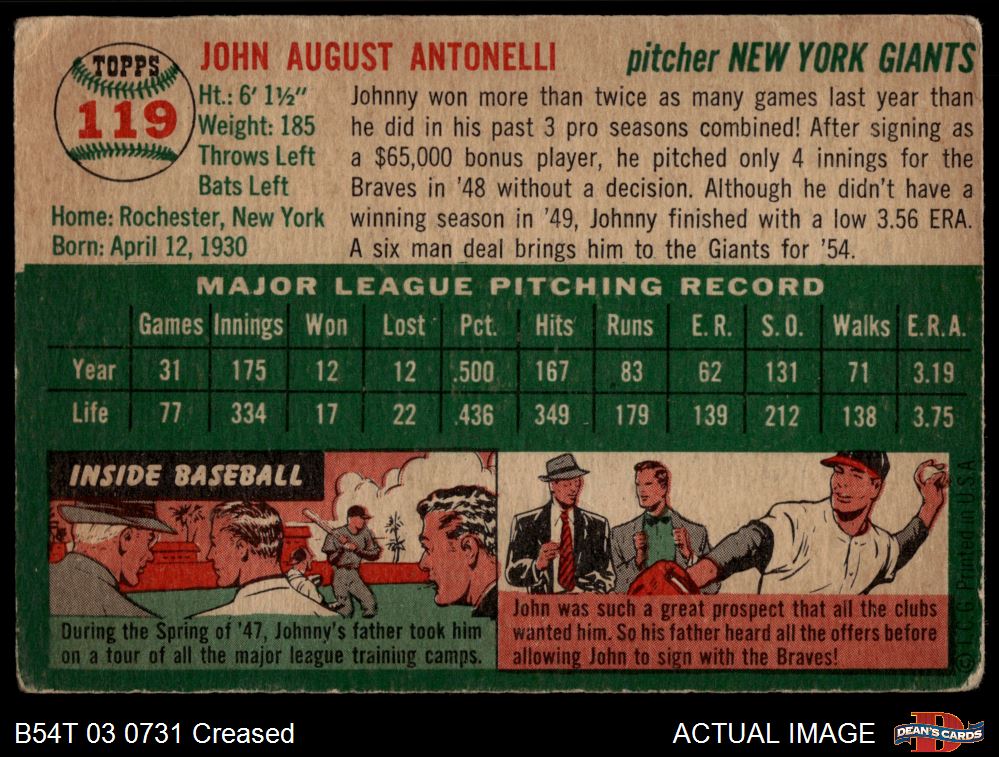 TOPPS
119
JOHN AUGUST ANTONELLI
pitcher NEW YORK GIANTS
Ht.: 6' 1½"
Weight: 185
Throws Left
Bats Left
Home: Rochester, New York
Born: April 12, 1930
Johnny won more than twice as many games last year than
he did in his past 3 pro seasons combined! After signing as
a $65,000 bonus player, he pitched only 4 innings for the
Braves in '48 without a decision. Although he didn't have a
winning season in '49, Johnny finished with a low 3.56 ERA.
A six man deal brings him to the Giants for '54.
MAJOR LEAGUE PITCHING RECORD
Games Innings Won Lost Pct. Hits Runs E. R. S. O. Walks E. R. A.
Year 31 175 12 12 .500 167 83 62 131 71 3.19
Life 77 334 17 22 .436 349 179 139 212 138 3.75
INSIDE BASEBALL
During the Spring of '47, Johnny's father took him
on a tour of all the major league training camps.
John was such a great prospect that all the clubs
wanted him. So his father heard all the offers before
allowing John to sign with the Braves!
© T. C. G. Printed in U.S.A.
B54T 03 0731 Creased
ACTUAL IMAGE
DEAN'S CARDS